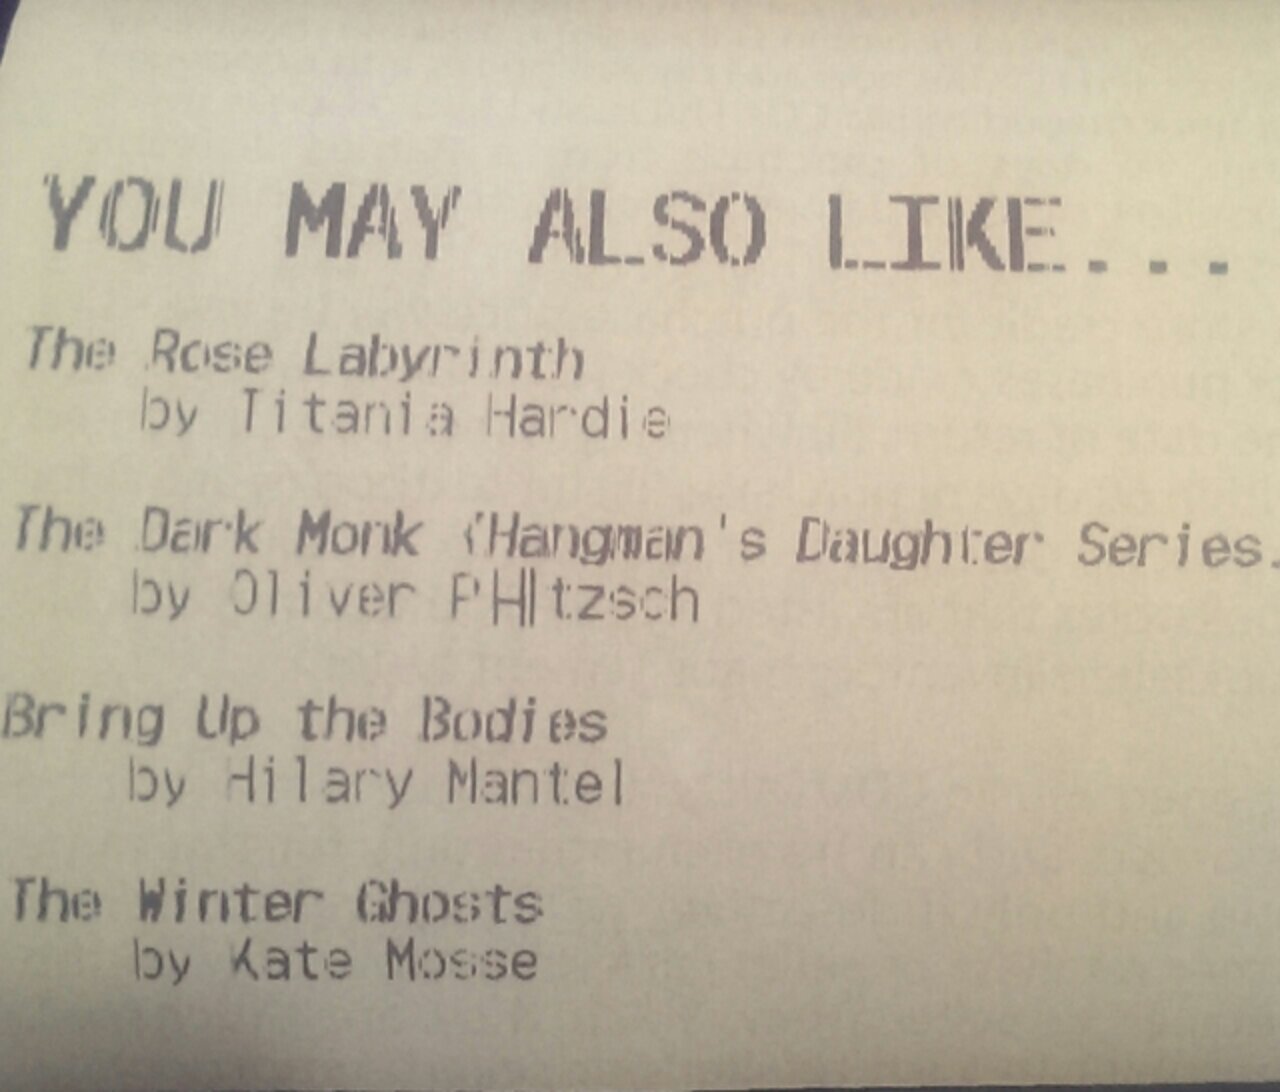 YOU MAY ALSO LIKE...
The Rose Labyrinth
by Titania Hardie
The Dark Monk (Hangman's Daughter Series.
by Oliver PHltzsch
Bring Up the Bodies
by Hilary Mantel
The Winter Ghosts
by Kate Mosse